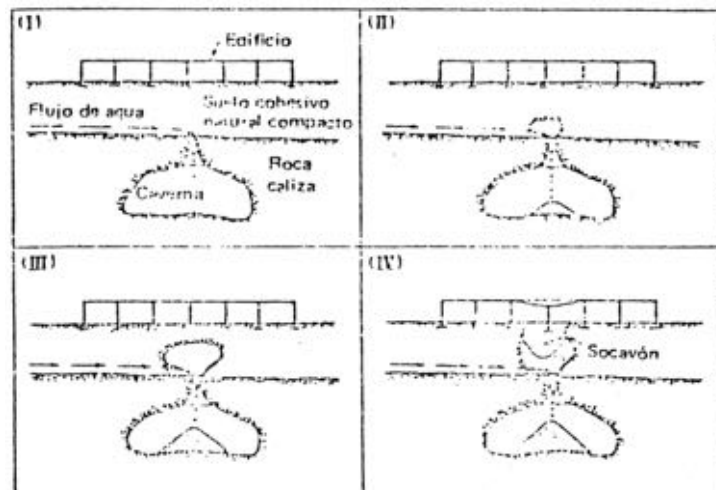 (I)
Edificio
Flujo de agua
Suelo cohesivo
natural compacto
Roca
caliza
Caverna
(II)
(III)
(IV)
Socavón